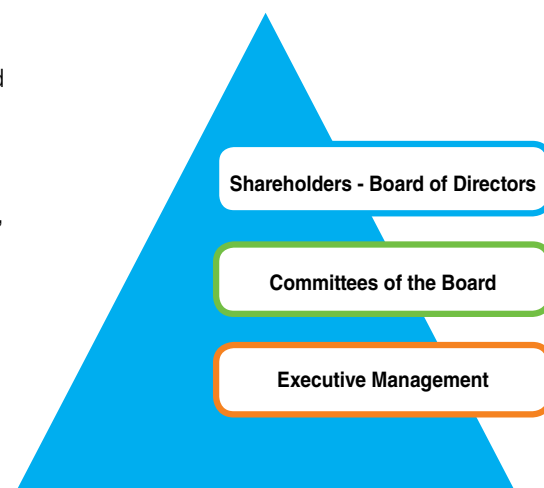 Shareholders - Board of Directors
Committees of the Board
Executive Management